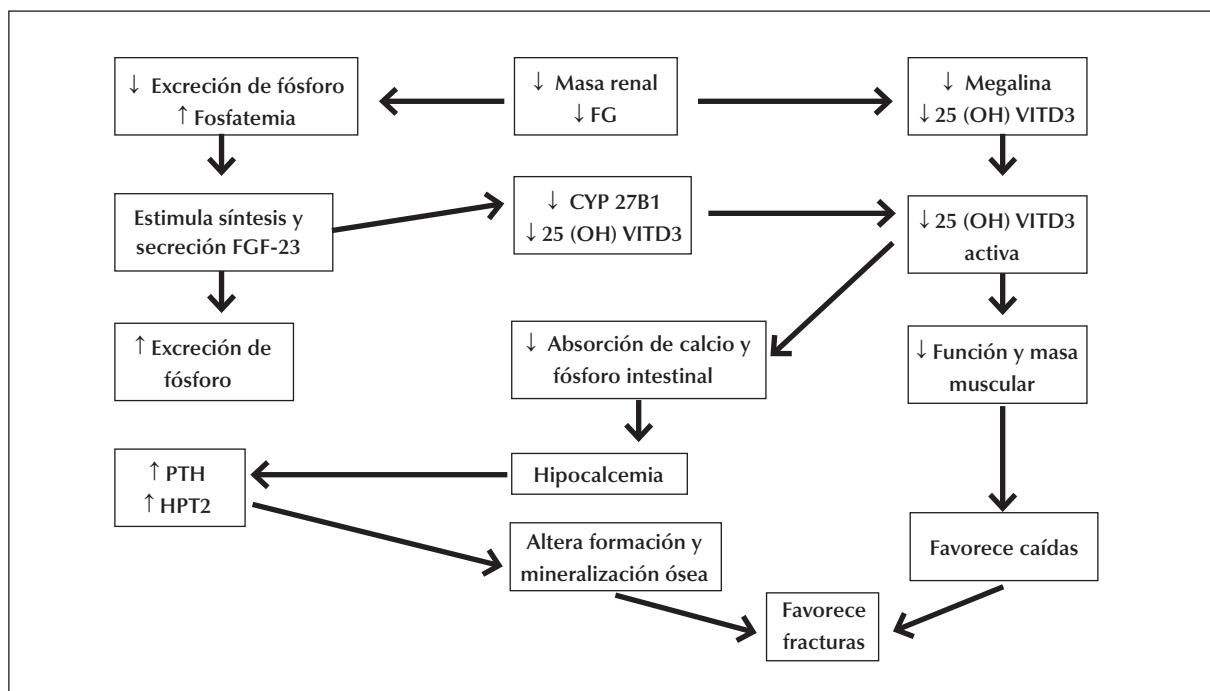 ↓ Excreción de fósforo
↑ Fosfatemia
↓ Masa renal
↓ FG
↓ Megalina
↓ 25 (OH) VITD3
Estimula síntesis y
secreción FGF-23
↓ CYP 27B1
↓ 25 (OH) VITD3
↓ 25 (OH) VITD3
activa
↑ Excreción de
fósforo
↓ Absorción de calcio y
fósforo intestinal
↓ Función y masa
muscular
↑ PTH
↑ HPT2
Hipocalcemia
Altera formación y
mineralización ósea
Favorece caídas
Favorece
fracturas